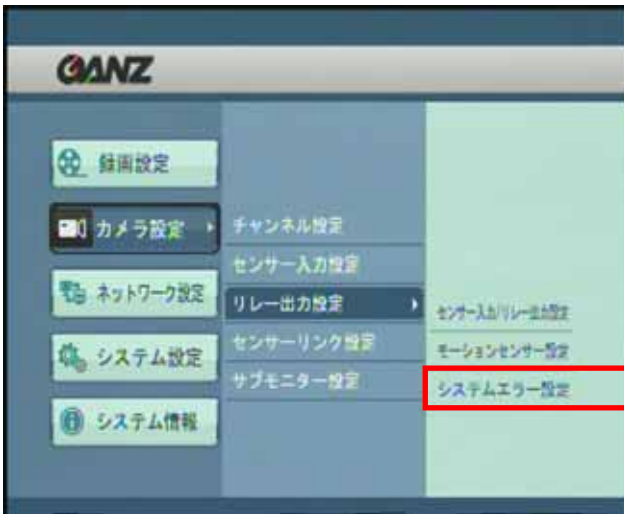 GANZ
録画設定
カメラ設定
ネットワーク設定
システム設定
システム情報
チャンネル設定
センサー入力設定
リレー出力設定
センサーリンク設定
サブモニター設定
センサー入力/リレー出力設定
モーションセンサー設定
システムエラー設定